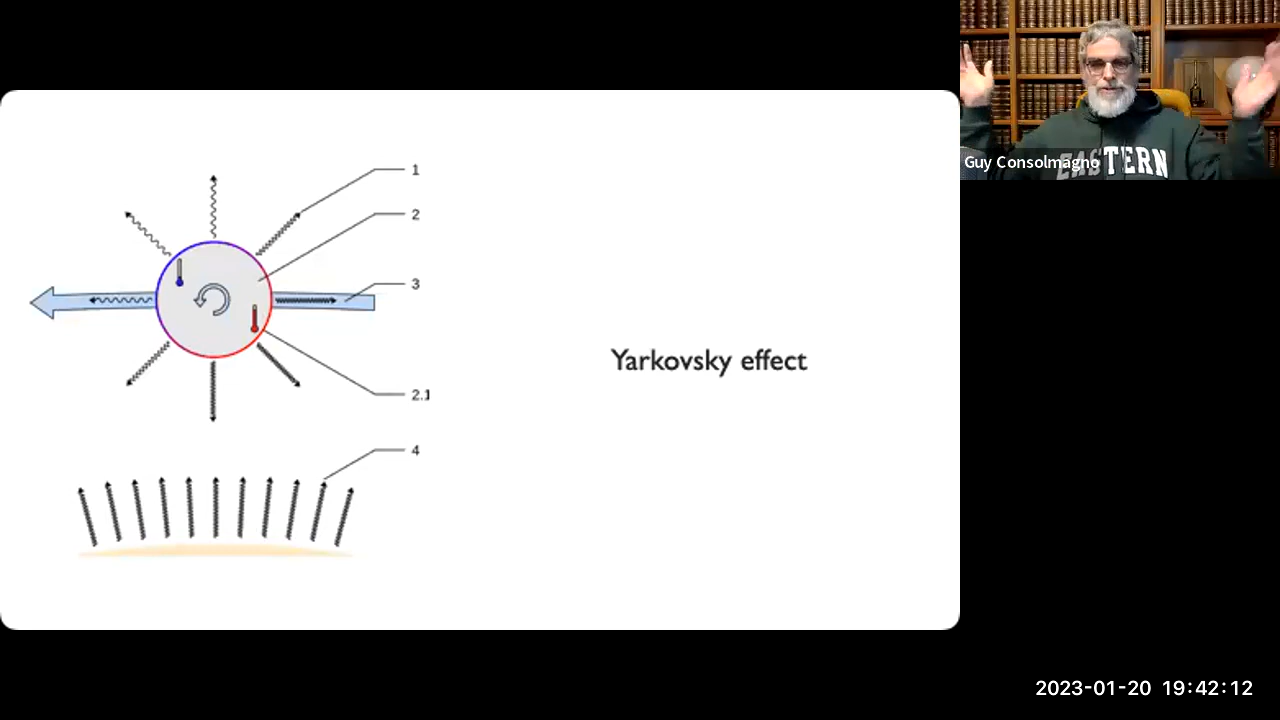 1
2
3
2.1
4
Yarkovsky effect
Guy Consolmagno
EASTERN
2023-01-20 19:42:12